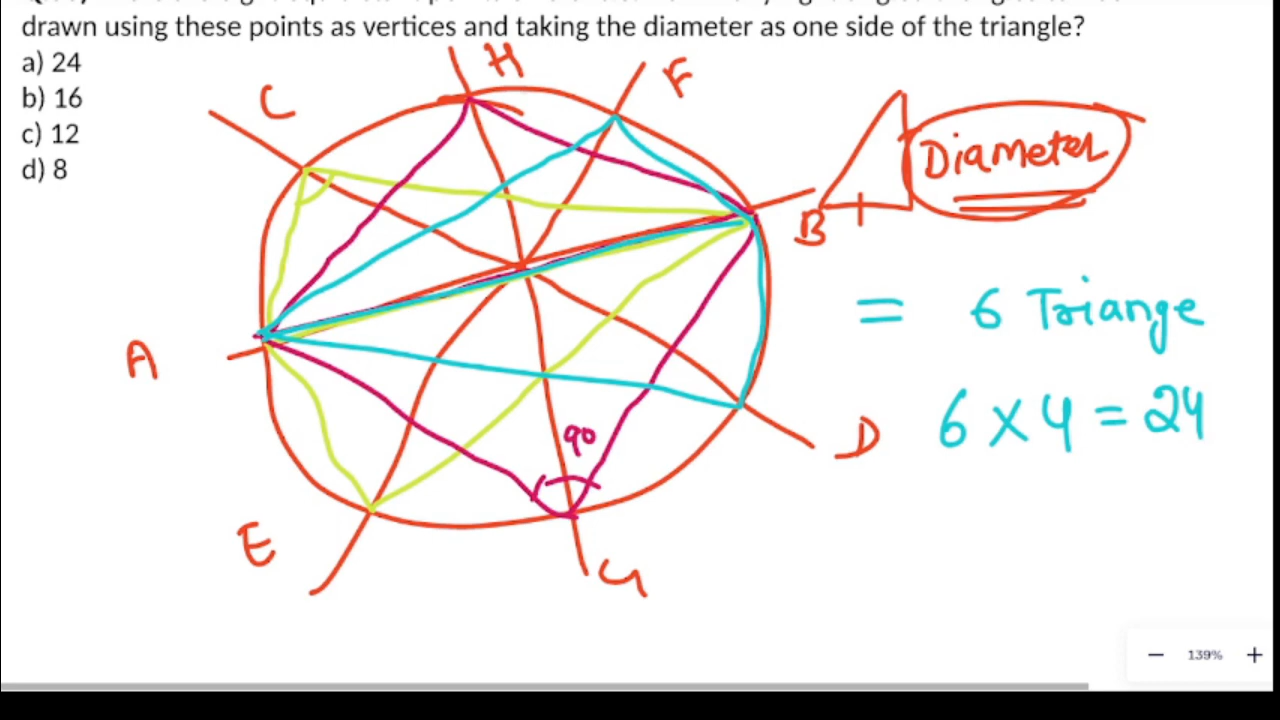 drawn using these points as vertices and taking the diameter as one side of the triangle?
a) 24
b) 16
c) 12
d) 8
C
H
F
Diameter
B
A
= 6 Triange
90
D
6 x 4 = 24
E
G
139%